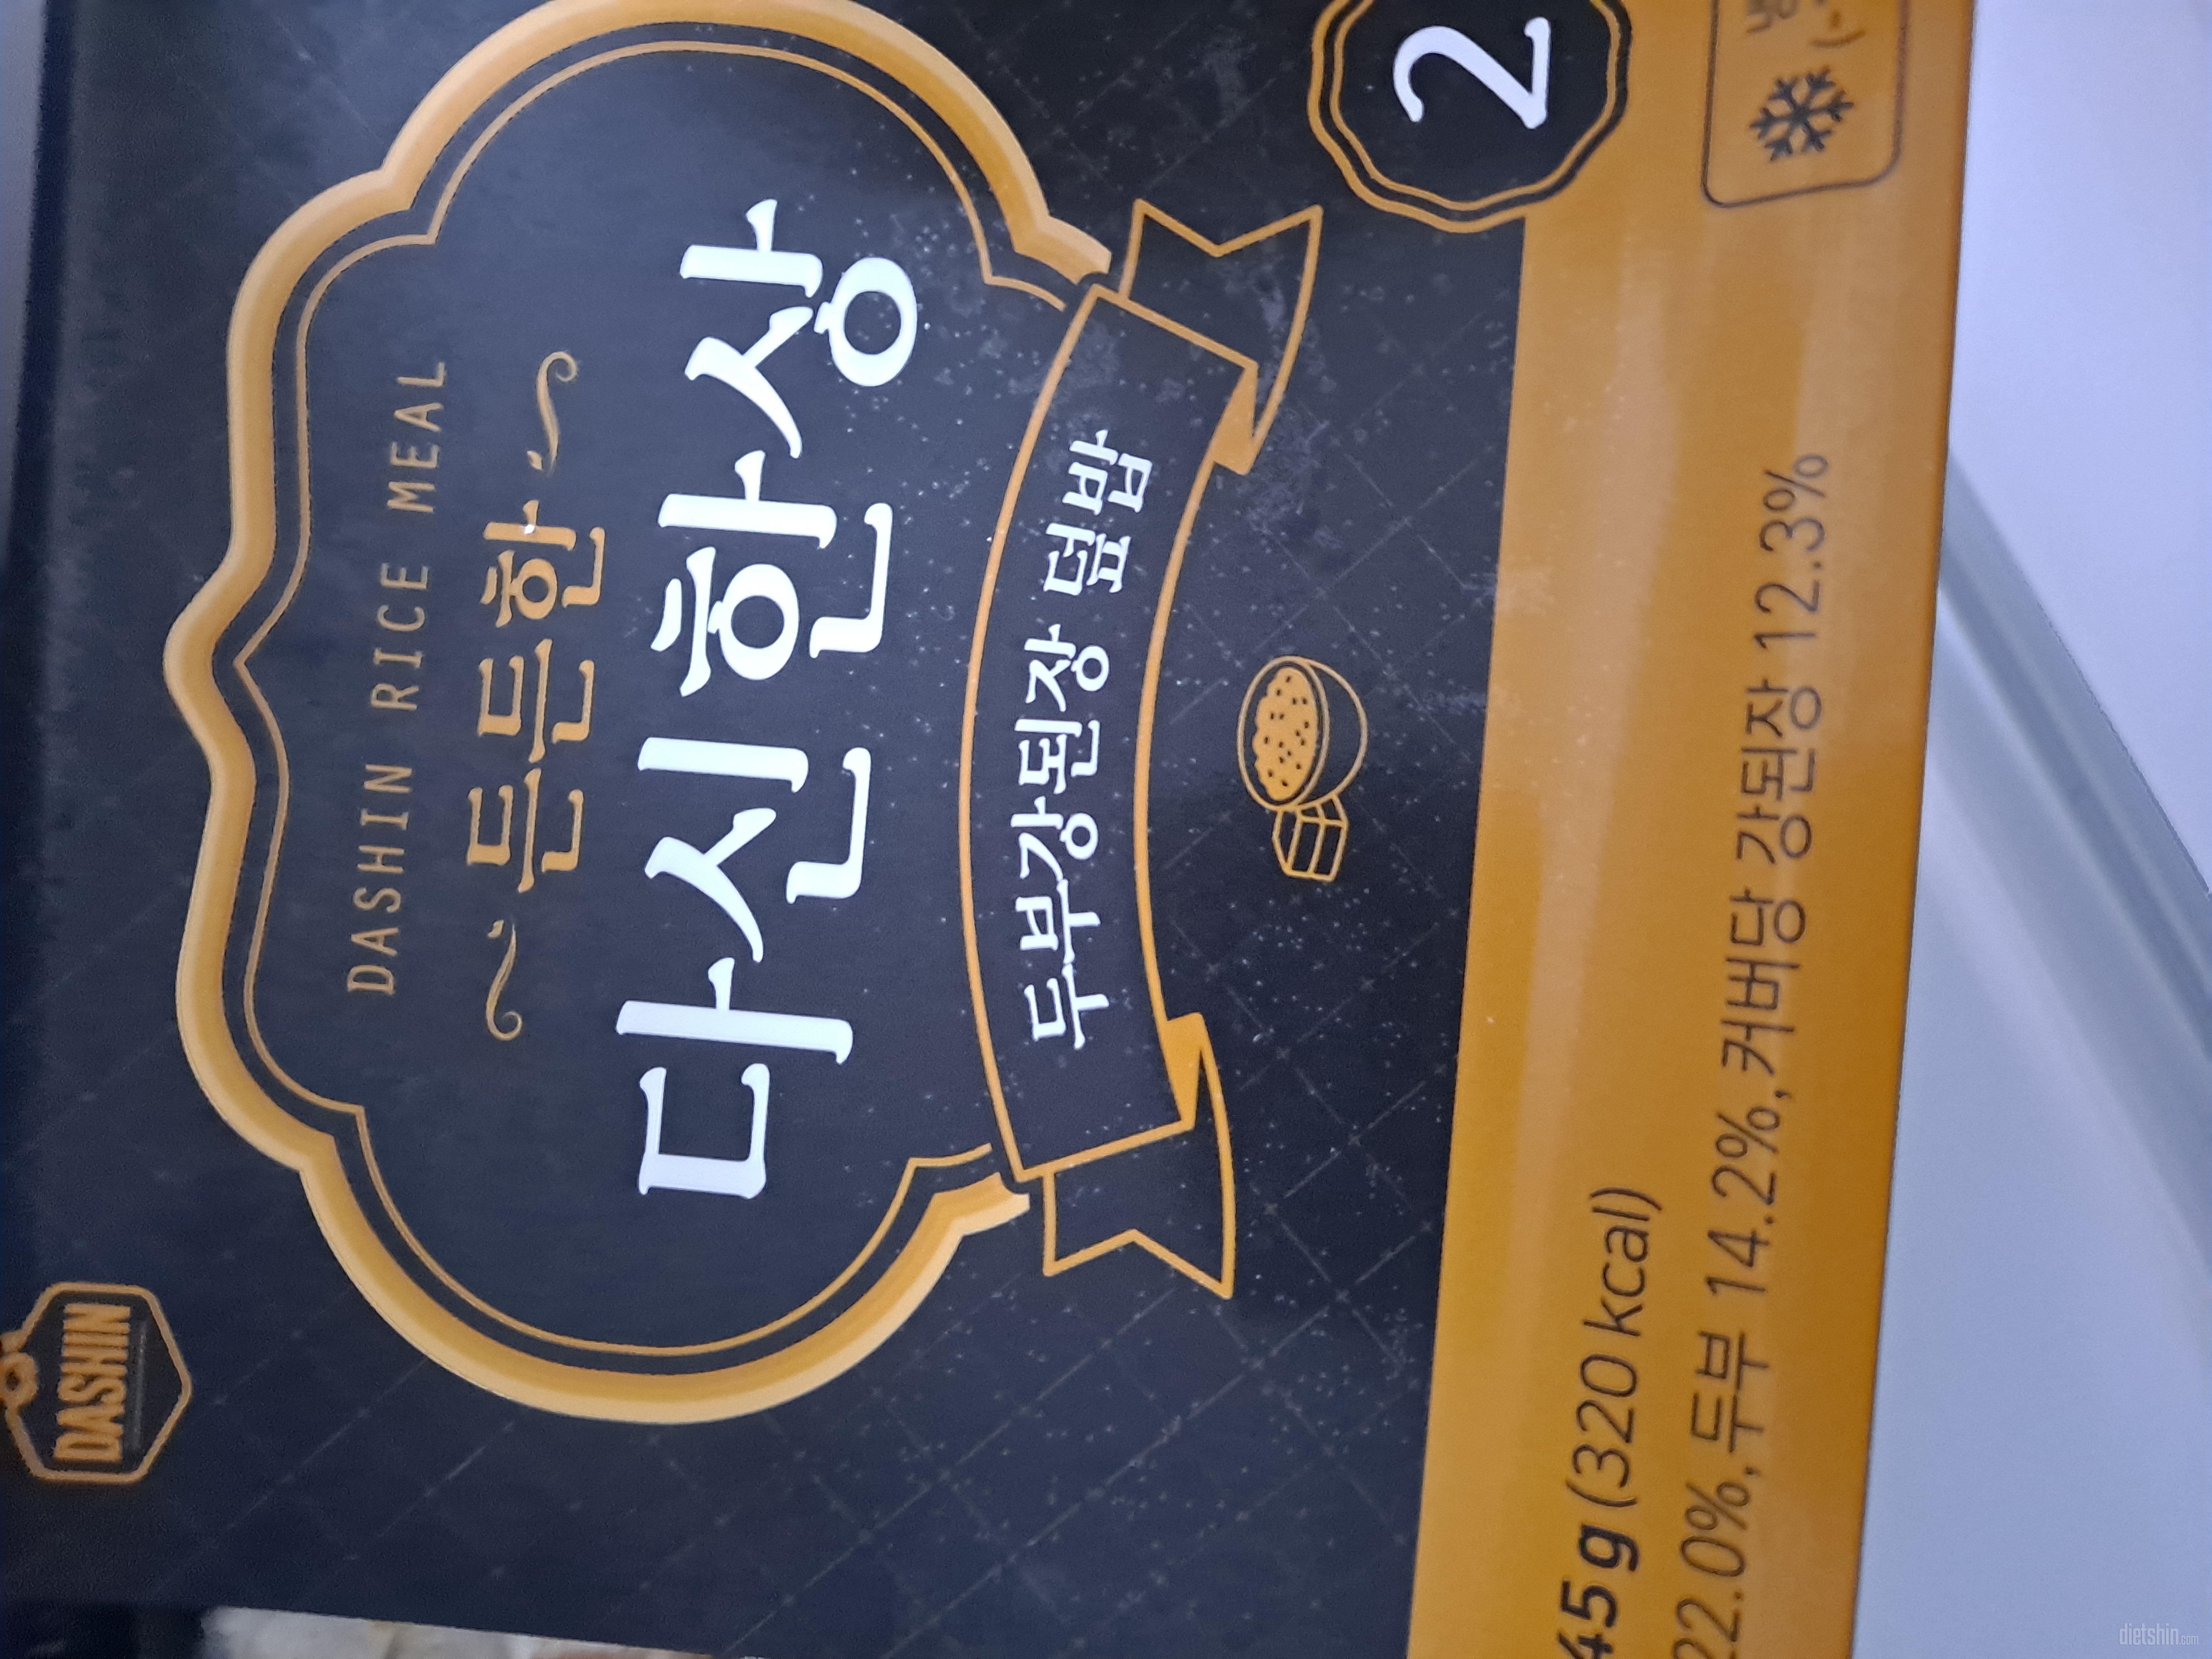 DASHIN
DASHIN RICE MEAL
든든한
다신한상
두부강된장 덮밥
2
45 g (320 kcal)
22.0%,두부 14.2%,커버당 강된장 12.3%
dietshin.com